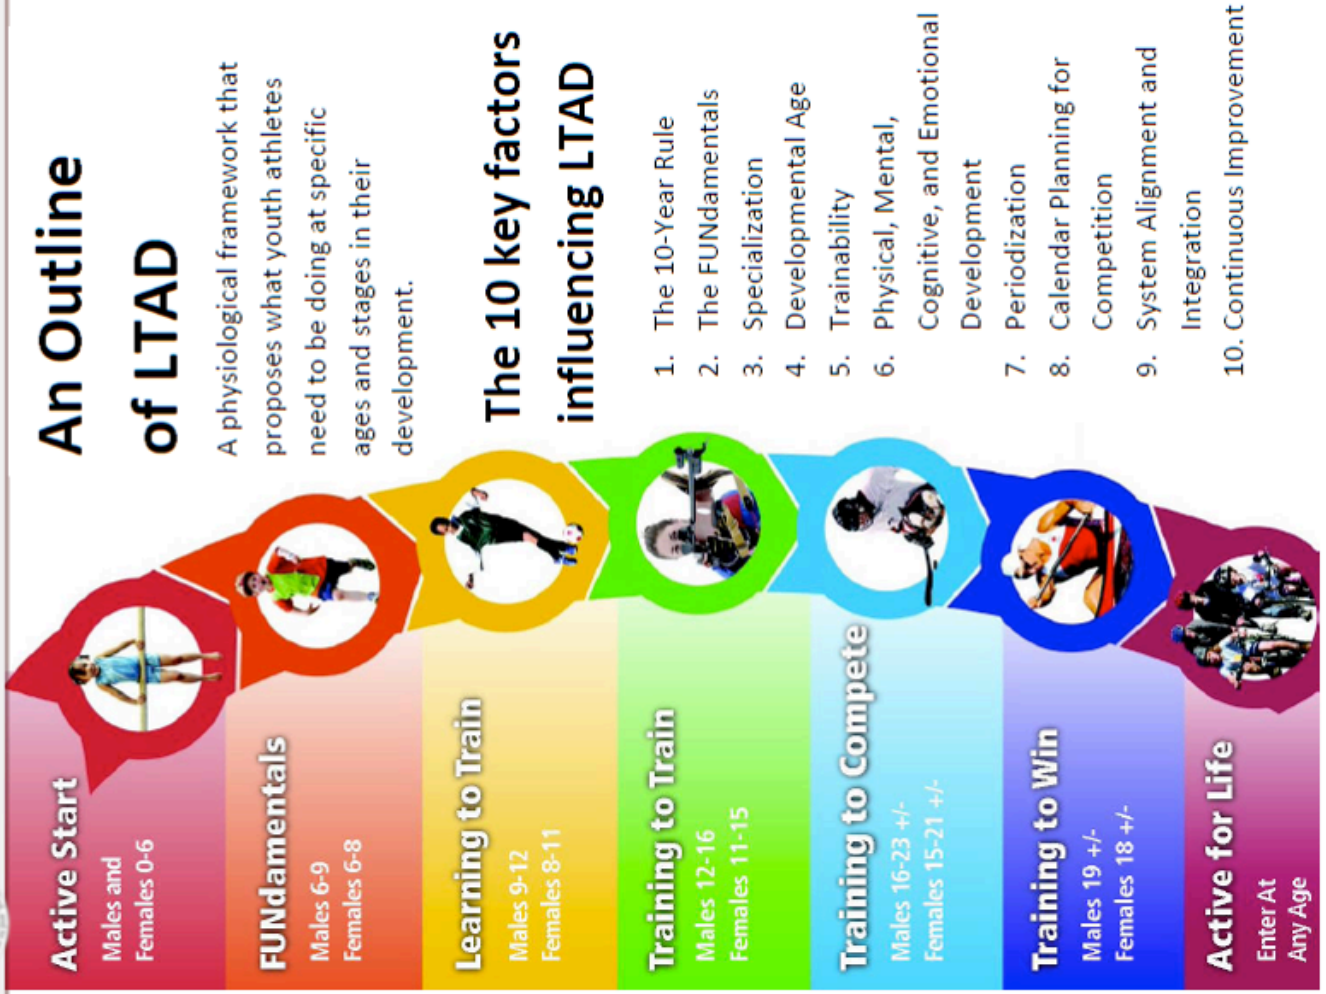 An Outline
of LTAD
A physiological framework that
proposes what youth athletes
need to be doing at specific
ages and stages in their
development.
The 10 key factors
influencing LTAD
1. The 10-Year Rule
2. The FUNdamentals
3. Specialization
4. Developmental Age
5. Trainability
6. Physical, Mental,
Cognitive, and Emotional
Development
7. Periodization
8. Calendar Planning for
Competition
9. System Alignment and
Integration
10. Continuous Improvement
Active Start
Males and
Females 0-6
FUNdamentals
Males 6-9
Females 6-8
Learning to Train
Males 9-12
Females 8-11
Training to Train
Males 12-16
Females 11-15
Training to Compete
Males 16-23 +/-
Females 15-21 +/-
Training to Win
Males 19 +/-
Females 18 +/-
Active for Life
Enter At
Any Age